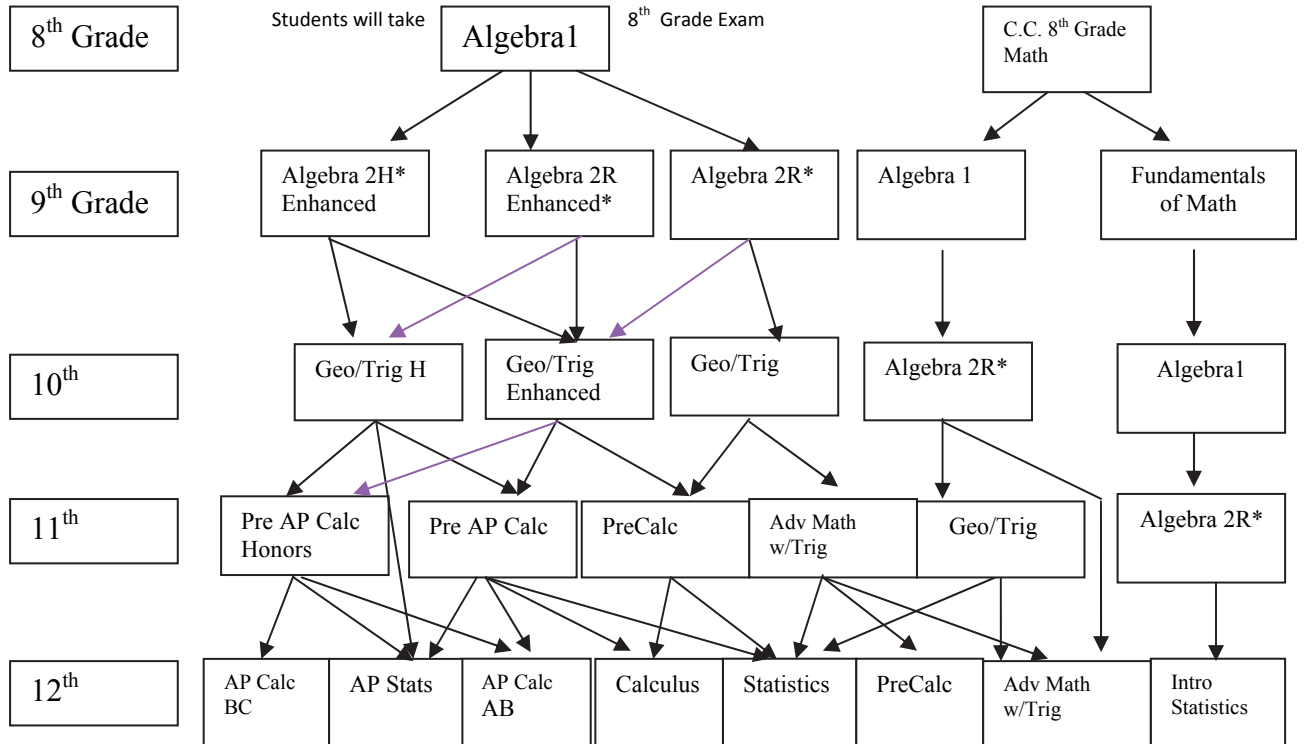 8th Grade
Students will take
Algebra1
8th Grade Exam
C.C. 8th Grade
Math
9th Grade
Algebra 2H*
Enhanced
Algebra 2R
Enhanced*
Algebra 2R*
Algebra 1
Fundamentals
of Math
10th
Geo/Trig H
Geo/Trig
Enhanced
Geo/Trig
Algebra 2R*
Algebra1
11th
Pre AP Calc
Honors
Pre AP Calc
PreCalc
Adv Math
w/Trig
Geo/Trig
Algebra 2R*
12th
AP Calc
BC
AP Stats
AP Calc
AB
Calculus
Statistics
PreCalc
Adv Math
w/Trig
Intro
Statistics